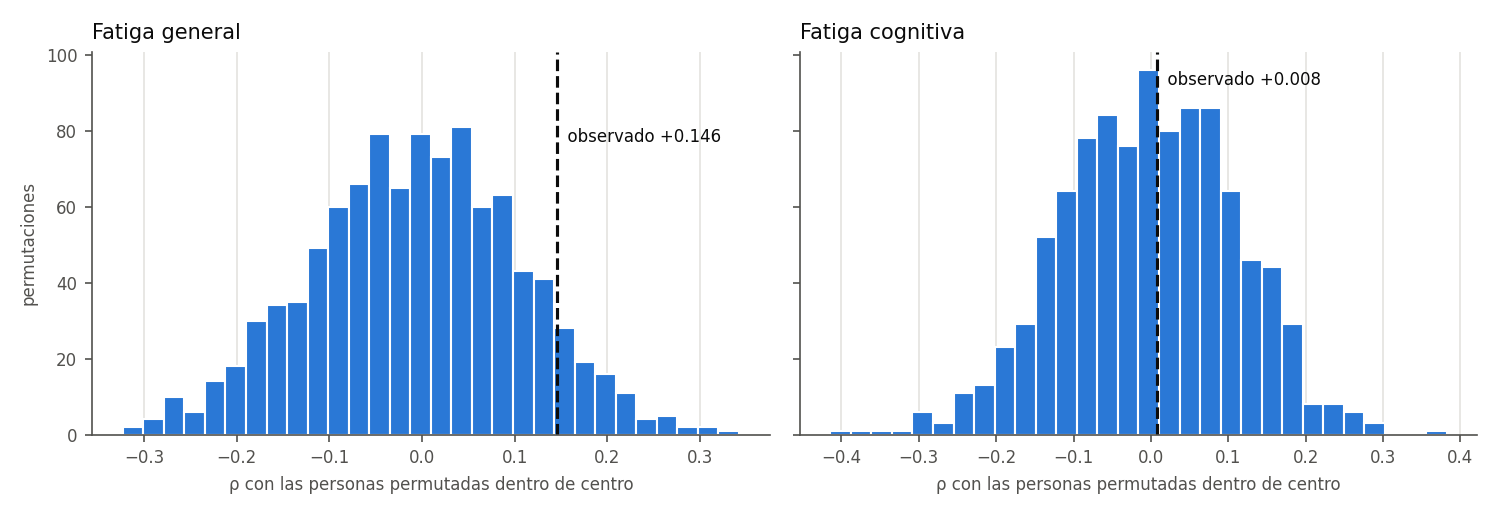 Fatiga general
Fatiga cognitiva
permutaciones
100
80
60
40
20
0
observado +0.146
observado +0.008
−0.3 −0.2 −0.1 0.0 0.1 0.2 0.3
−0.4 −0.3 −0.2 −0.1 0.0 0.1 0.2 0.3 0.4
ρ con las personas permutadas dentro de centro
ρ con las personas permutadas dentro de centro